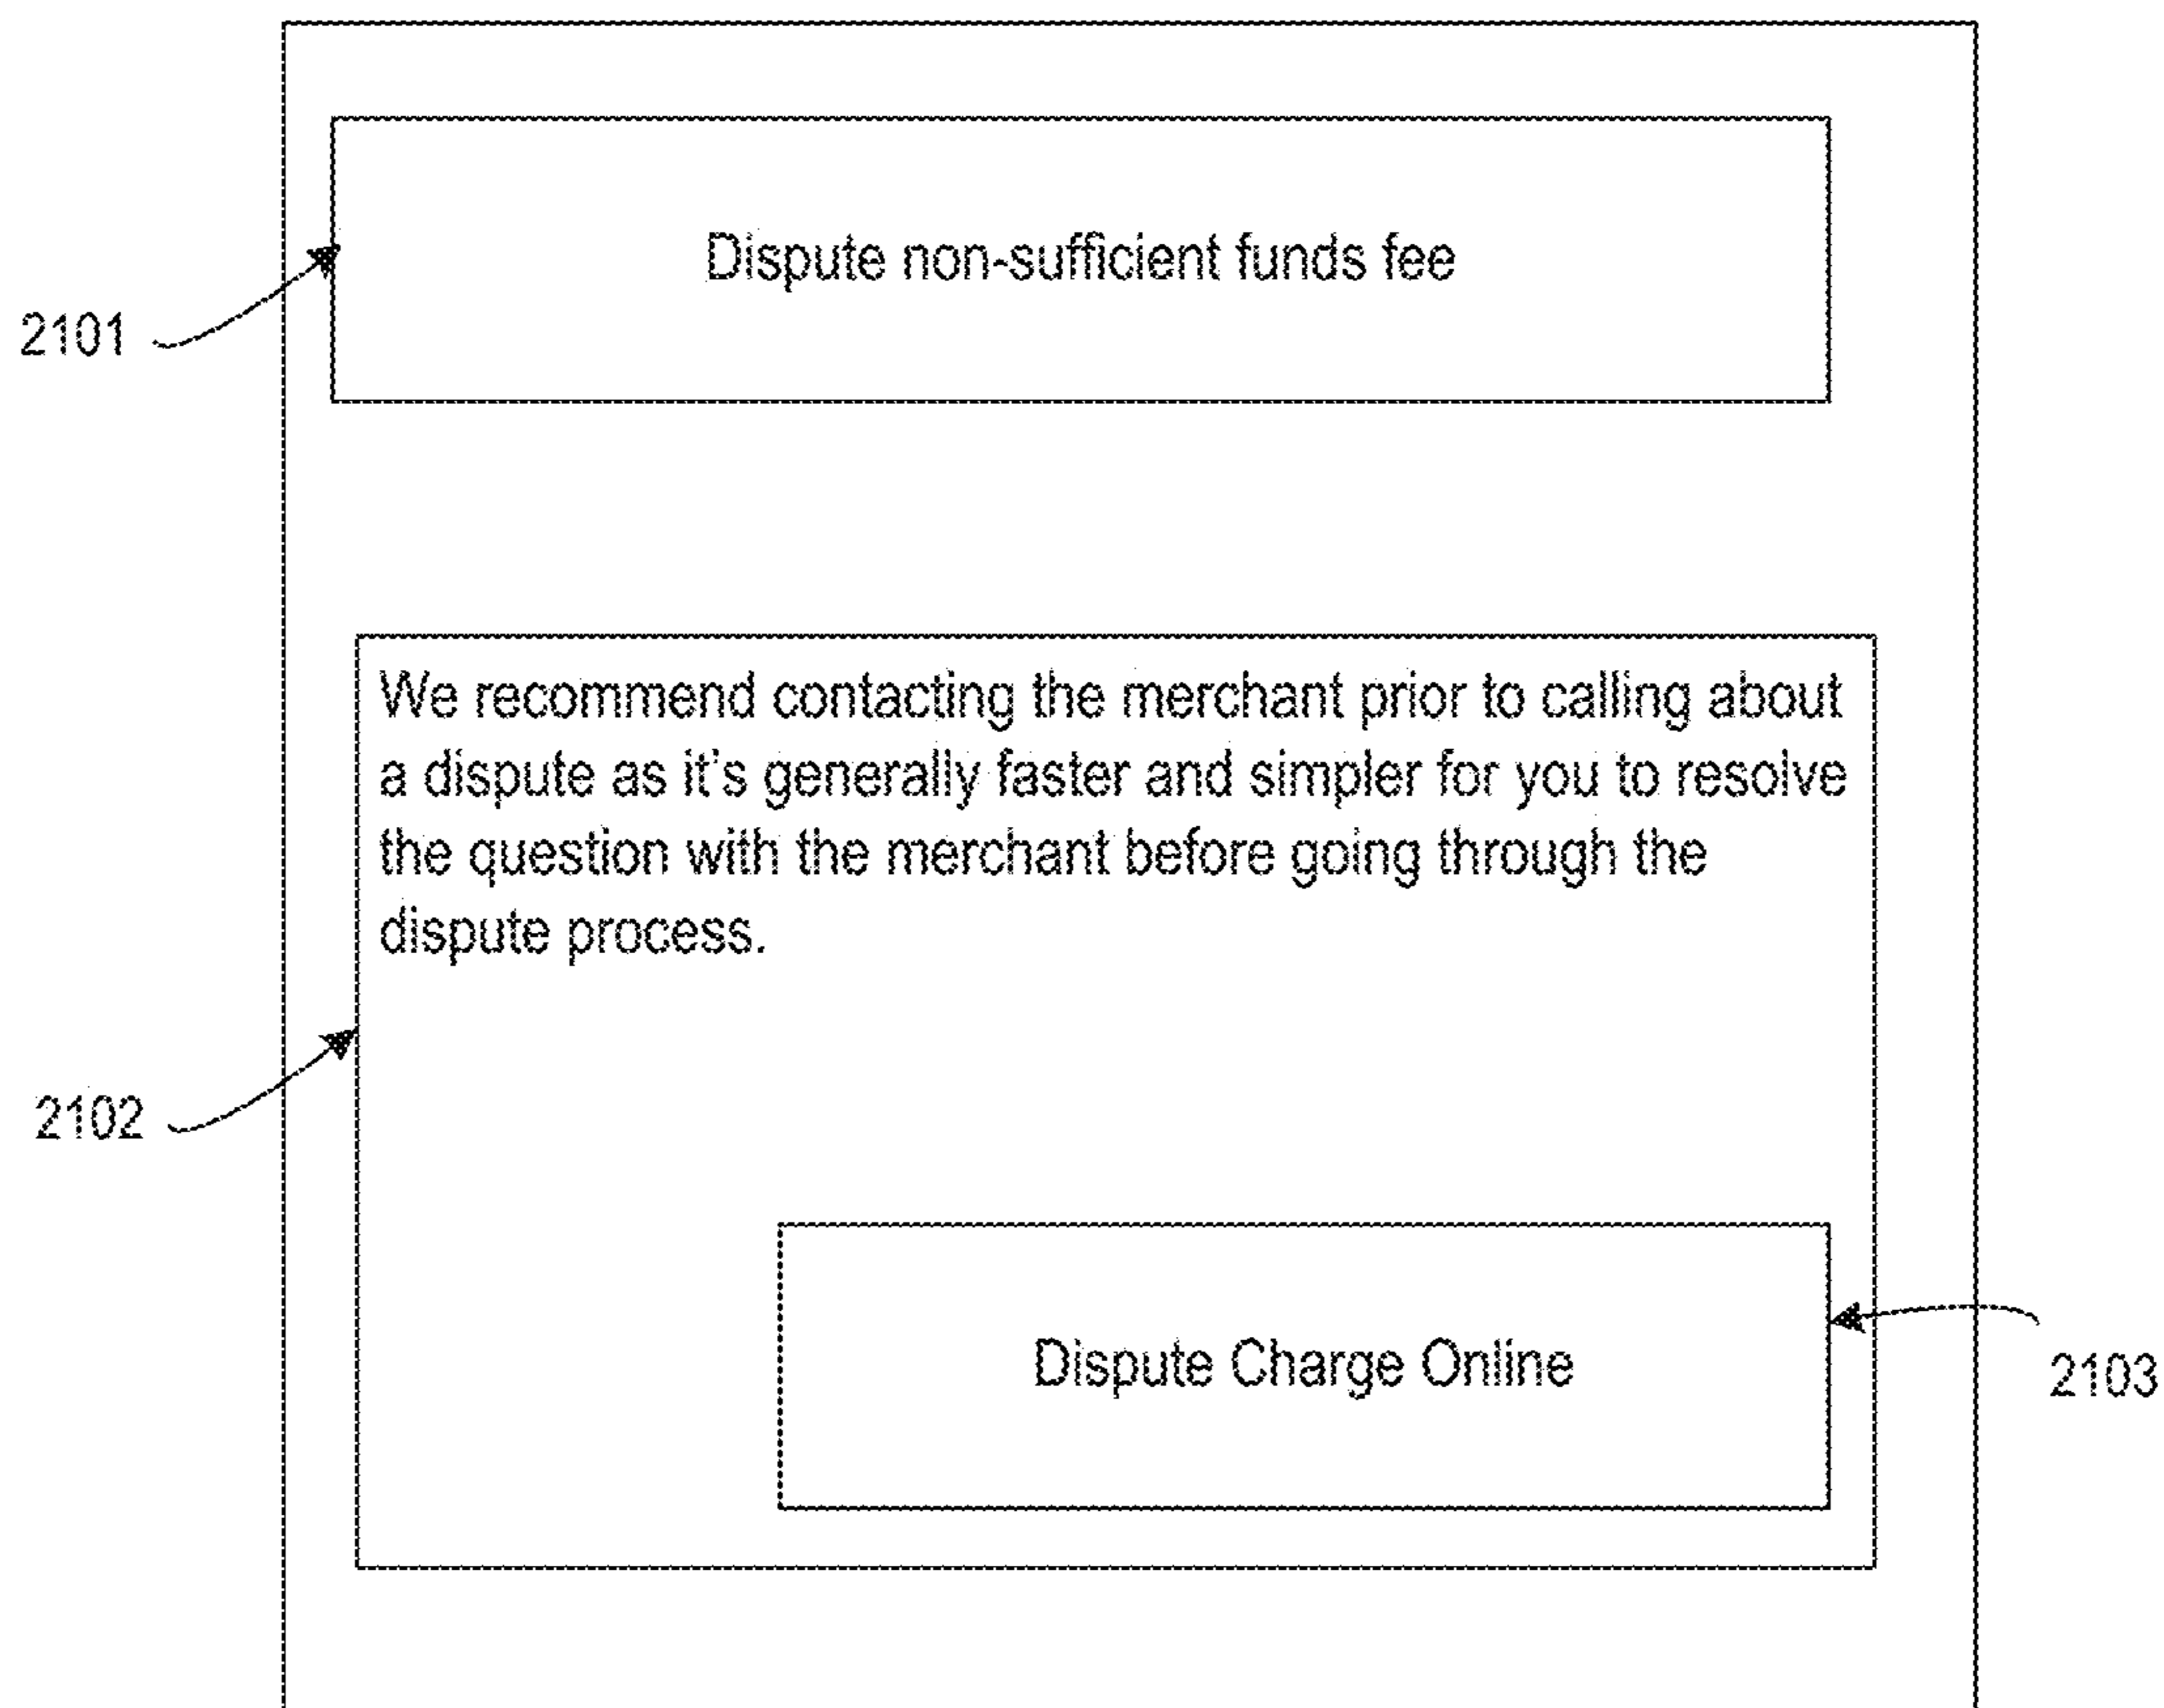 Dispute non-sufficient funds fee
2101
We recommend contacting the merchant prior to calling about
a dispute as it's generally faster and simpler for you to resolve
the question with the merchant before going through the
dispute process.
2102
Dispute Charge Online
2103